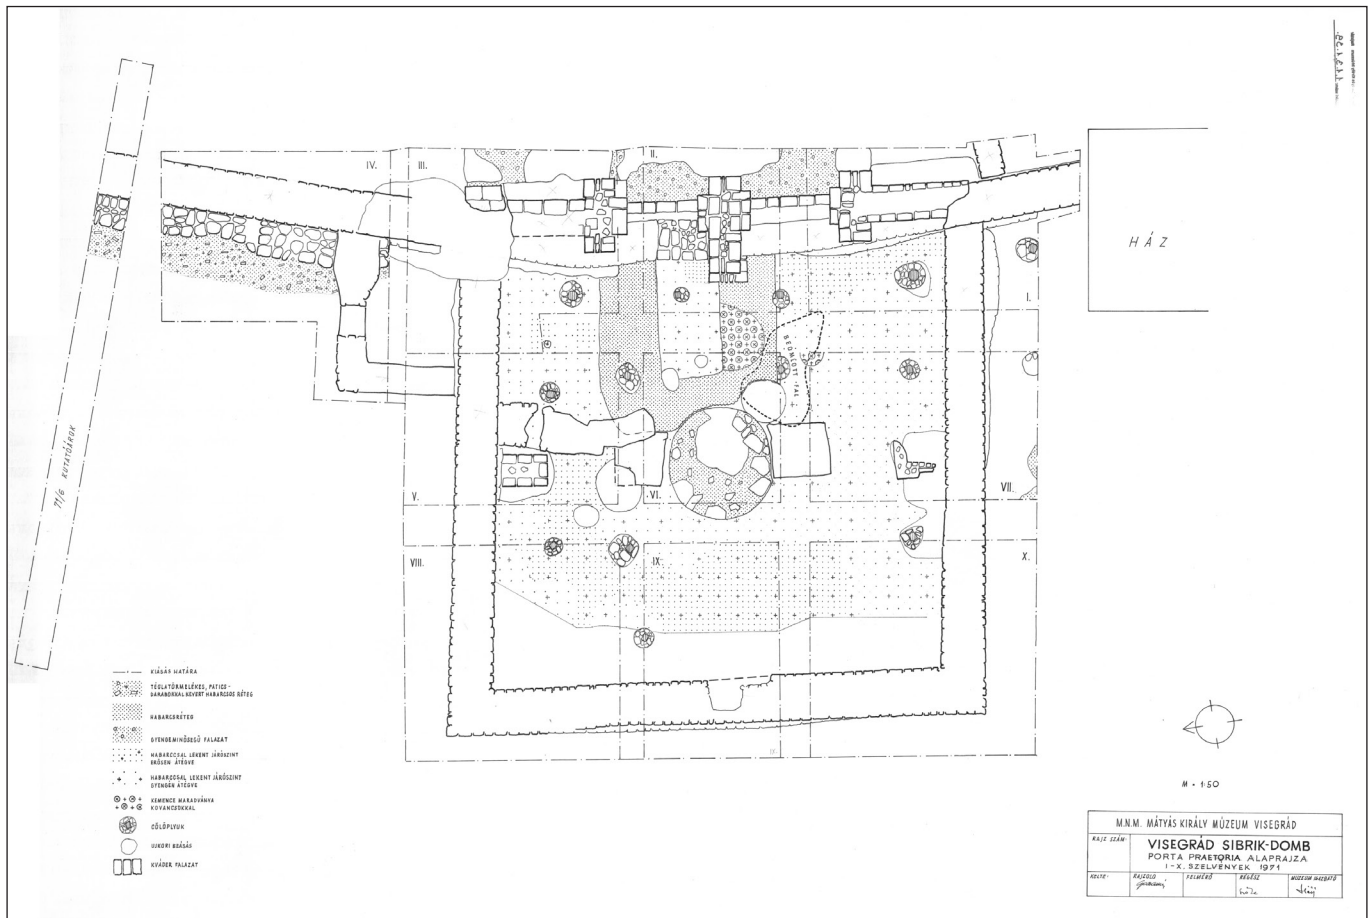 IV.
III.
II.
I.
HÁZ
BEOMLOTT FAL
71/6 KUTATÓÁROK
V.
VI.
VII.
VIII.
IX.
X.
IX.
KIÁSÁS HATÁRA
TÉGLATÖRMELÉKES, PATICS-
DARABOKKAL KEVERT HABARCSOS RÉTEG
HABARCSRÉTEG
GYENGEMINŐSÉGŰ FALAZAT
HABARCCSAL LEKENT JÁRÓSZINT
ERŐSEN ÁTÉGVE
HABARCCSAL LEKENT JÁRÓSZINT
GYENGÉN ÁTÉGVE
KEMENCE MARADVÁNYA
KOVANCSOKKAL
CÖLÖPLYUK
UJKORI BEÁSÁS
KVÁDER FALAZAT
M = 1:50
M.N.M. MÁTYÁS KIRÁLY MÚZEUM VISEGRÁD
RAJZ SZÁM:
VISEGRÁD SIBRIK-DOMB
PORTA PRAETORIA ALAPRAJZA
I-X. SZELVÉNYEK 1971
KELTE:
RAJZOLÓ
FELMÉRŐ
RÉGÉSZ
MÚZEUM IGAZGATÓ